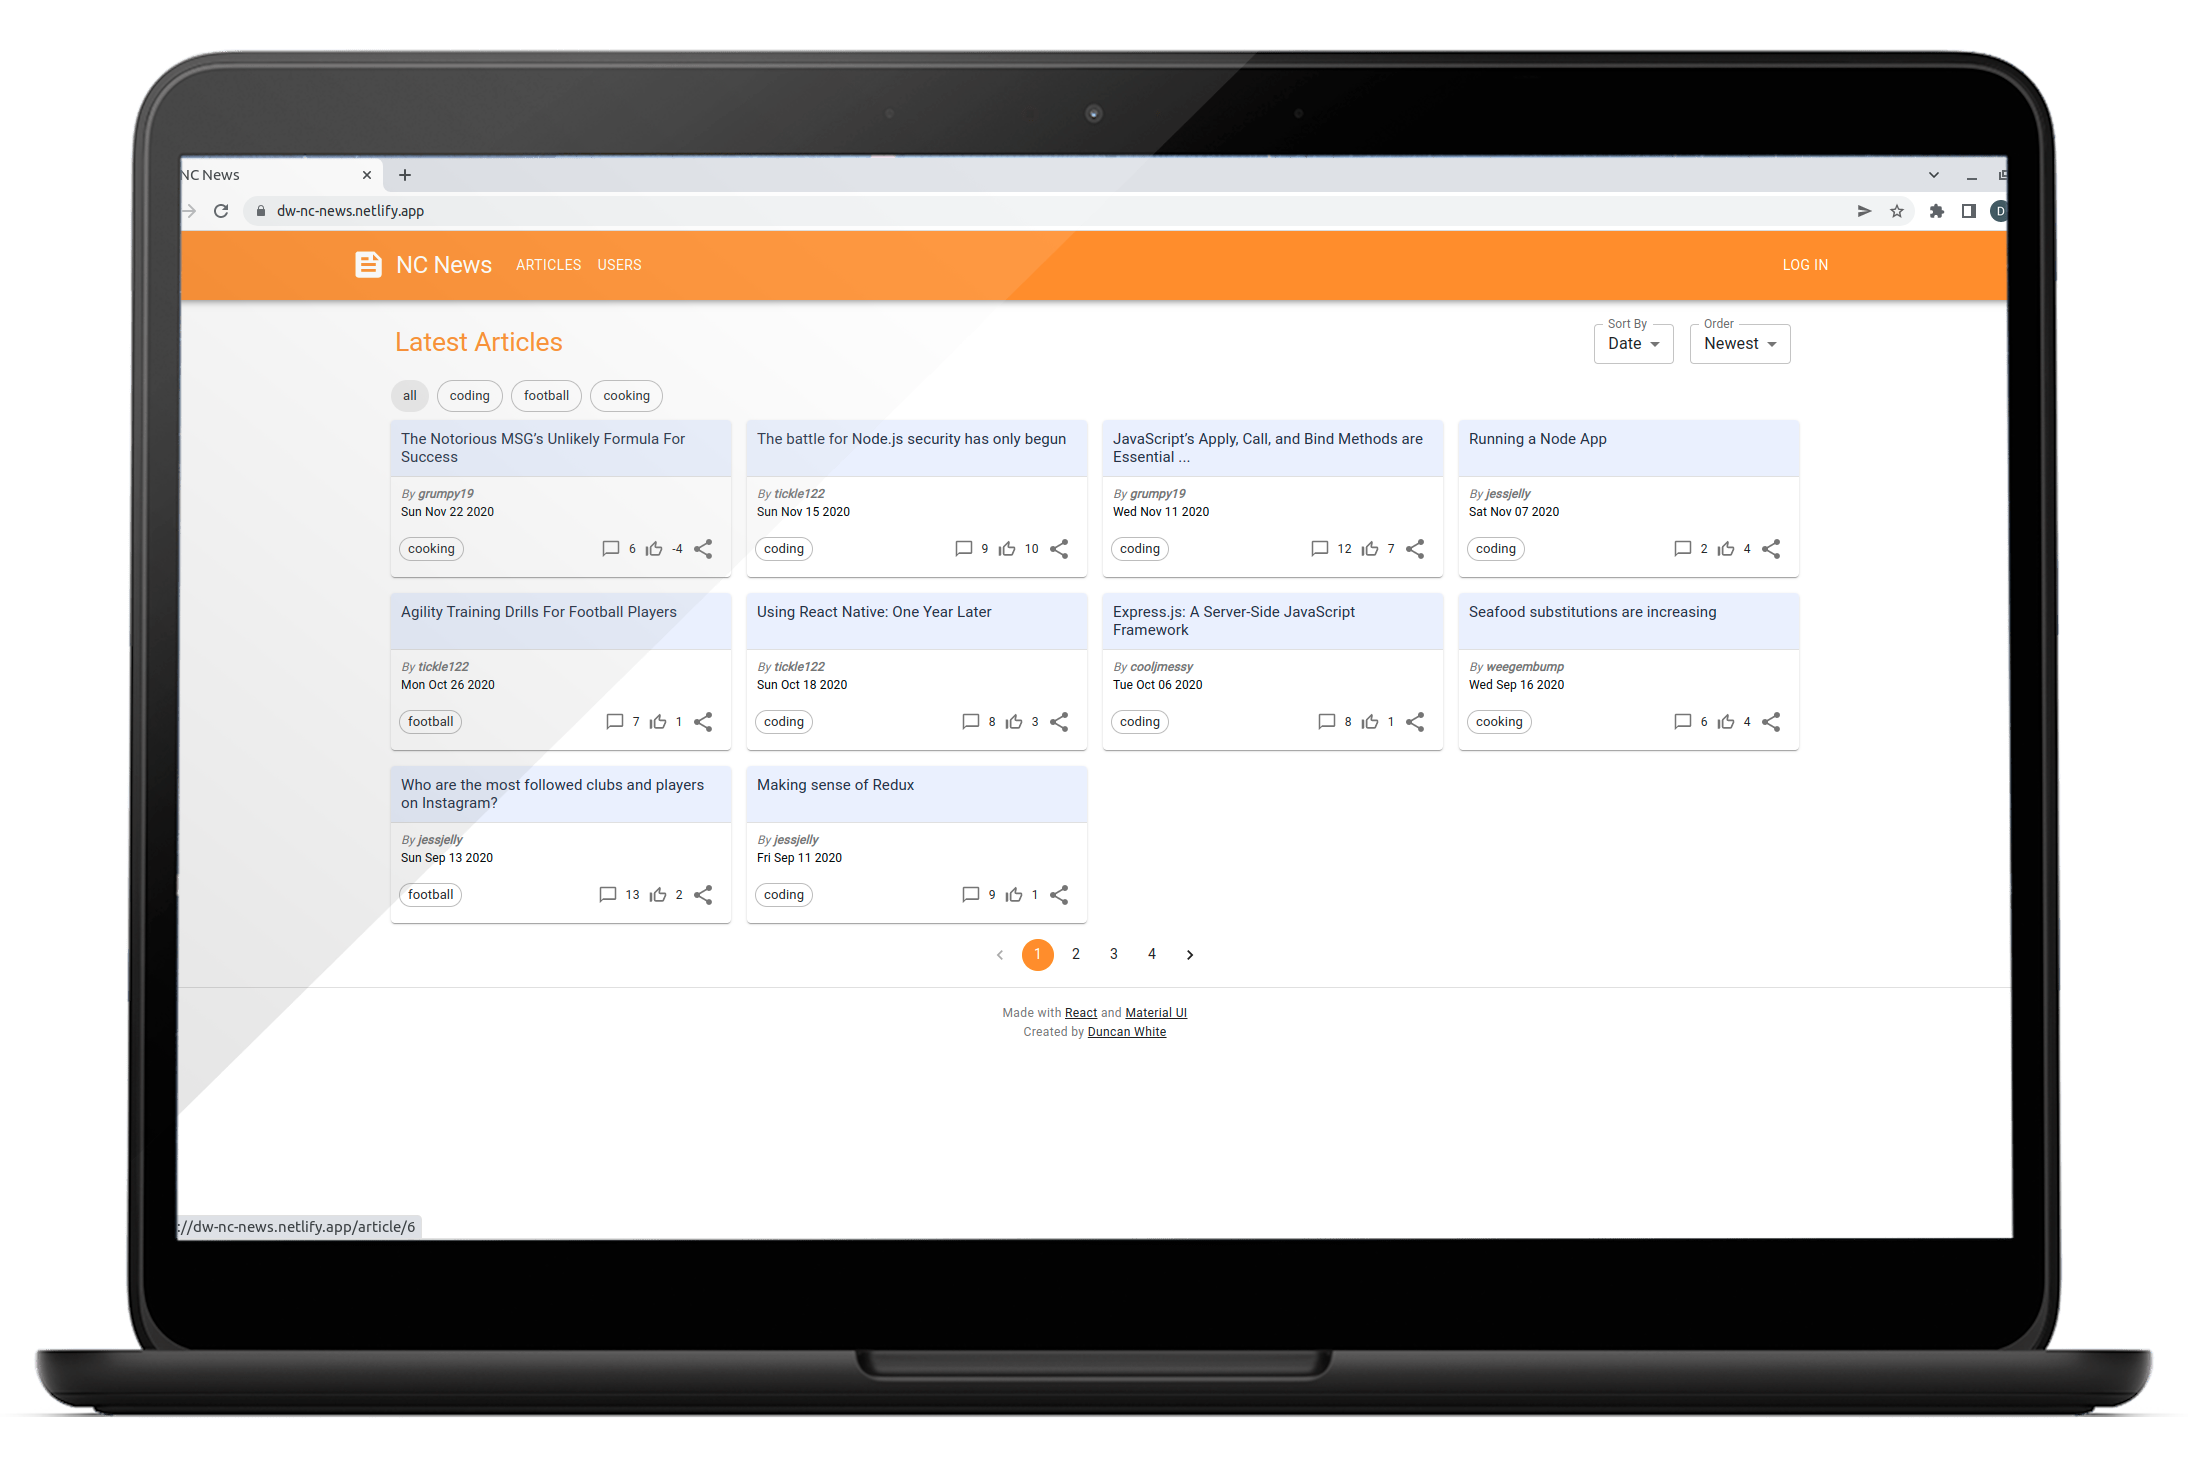 NC News
dw-nc-news.netlify.app
D
NC News ARTICLES USERS LOG IN
Latest Articles
Sort By Order
Date Newest
all coding football cooking
The Notorious MSG’s Unlikely Formula For
Success
By grumpy19
Sun Nov 22 2020
cooking 6 -4
The battle for Node.js security has only begun
By tickle122
Sun Nov 15 2020
coding 9 10
JavaScript’s Apply, Call, and Bind Methods are
Essential ...
By grumpy19
Wed Nov 11 2020
coding 12 7
Running a Node App
By jessjelly
Sat Nov 07 2020
coding 2 4
Agility Training Drills For Football Players
By tickle122
Mon Oct 26 2020
football 7 1
Using React Native: One Year Later
By tickle122
Sun Oct 18 2020
coding 8 3
Express.js: A Server-Side JavaScript
Framework
By cooljmessy
Tue Oct 06 2020
coding 8 1
Seafood substitutions are increasing
By weegembump
Wed Sep 16 2020
cooking 6 4
Who are the most followed clubs and players
on Instagram?
By jessjelly
Sun Sep 13 2020
football 13 2
Making sense of Redux
By jessjelly
Fri Sep 11 2020
coding 9 1
1 2 3 4
Made with React and Material UI
Created by Duncan White
://dw-nc-news.netlify.app/article/6